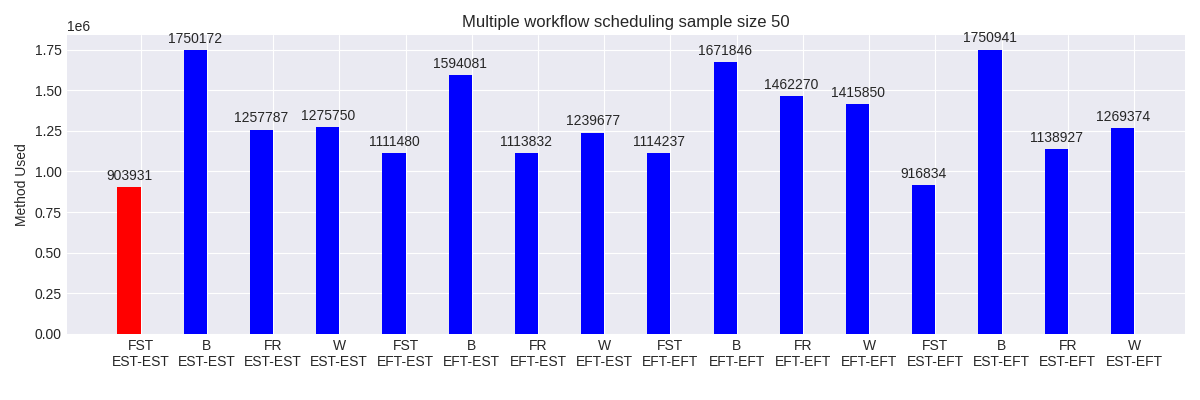 Multiple workflow scheduling sample size 50
1e6
Method Used
1.75
1.50
1.25
1.00
0.75
0.50
0.25
0.00
903931
1750172
1257787
1275750
1111480
1594081
1113832
1239677
1114237
1671846
1462270
1415850
916834
1750941
1138927
1269374
FST
EST-EST
B
EST-EST
FR
EST-EST
W
EST-EST
FST
EFT-EST
B
EFT-EST
FR
EFT-EST
W
EFT-EST
FST
EFT-EFT
B
EFT-EFT
FR
EFT-EFT
W
EFT-EFT
FST
EST-EFT
B
EST-EFT
FR
EST-EFT
W
EST-EFT